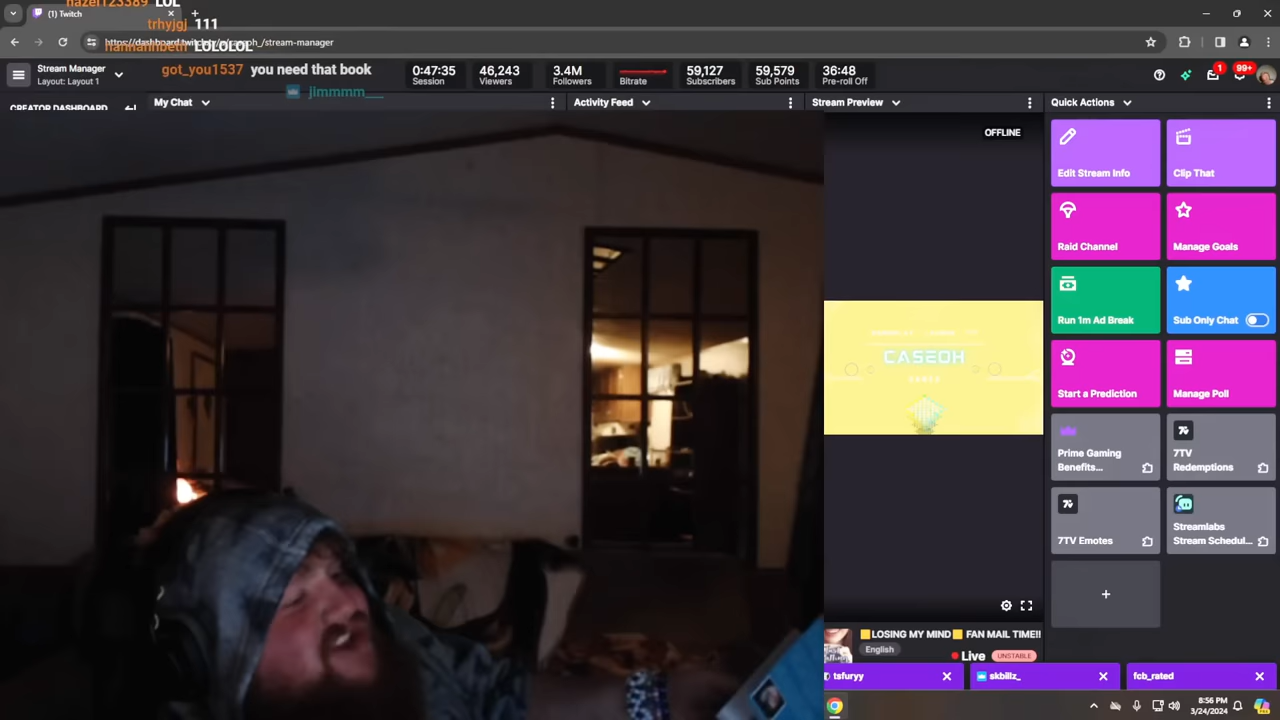 hazel123389 LOL
(1) Twitch
trhyjgj 111
hannahhbeth LOLOLOL
/stream-manager
got_you1537 you need that book
jimmmm___
Stream Manager
Layout: Layout 1
0:47:35
Session
46,243
Viewers
3.4M
Followers
Bitrate
59,127
Subscribers
59,579
Sub Points
36:48
Pre-roll Off
1
99+
CREATOR DASHBOARD
My Chat
Activity Feed
Stream Preview
Quick Actions
OFFLINE
Edit Stream Info
Clip That
Raid Channel
Manage Goals
Run 1m Ad Break
Sub Only Chat
CASEOH
GAMES
Start a Prediction
Manage Poll
Prime Gaming
Benefits...
7TV
Redemptions
7TV Emotes
Streamlabs
Stream Schedul...
+
LOSING MY MIND FAN MAIL TIME!!
English
Live
UNSTABLE
tsfuryy
skbillz_
fcb_rated
8:56 PM
3/24/2024